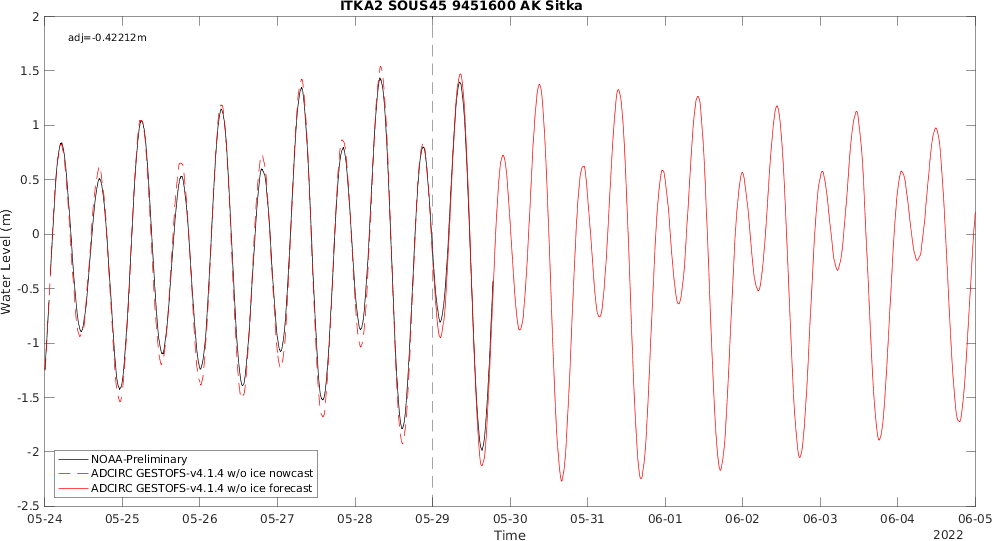 ITKA2 SOUS45 9451600 AK Sitka
adj=-0.42212m
2
1.5
1
0.5
0
-0.5
-1
-1.5
-2
-2.5
Water Level (m)
NOAA-Preliminary
ADCIRC GESTOFS-v4.1.4 w/o ice nowcast
ADCIRC GESTOFS-v4.1.4 w/o ice forecast
05-24 05-25 05-26 05-27 05-28 05-29 05-30 05-31 06-01 06-02 06-03 06-04 06-05
Time
2022